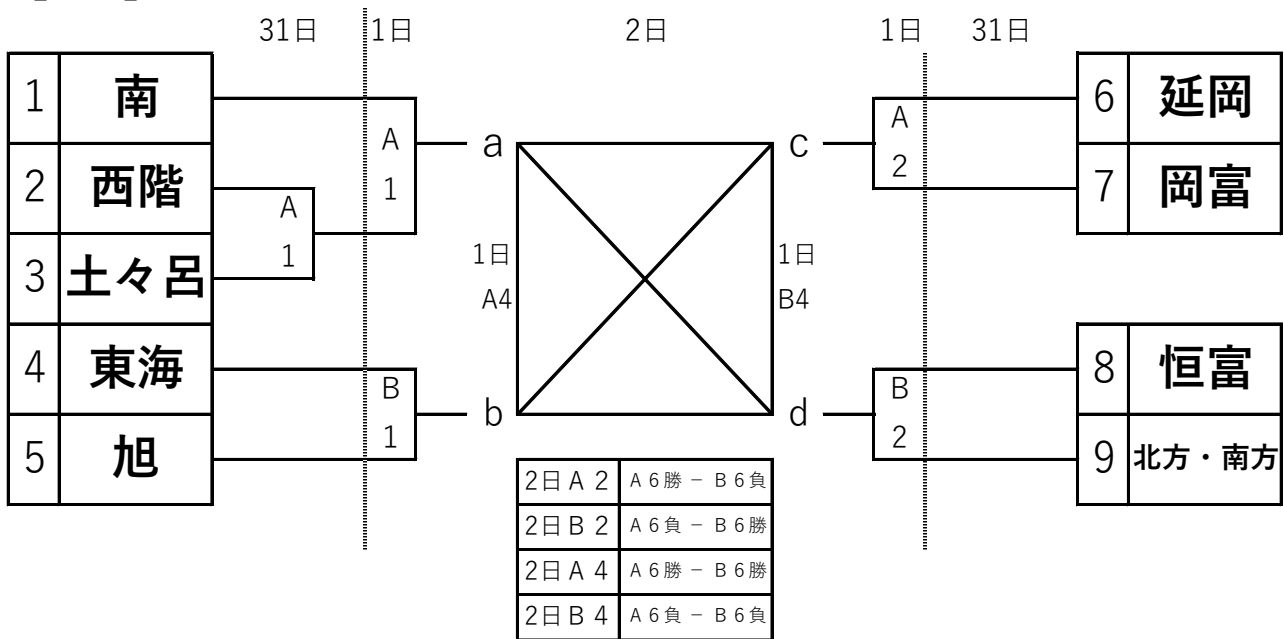 31日 1日 2日 1日 31日
1 南
2 西階
3 土々呂
4 東海
5 旭
A
1
A
1
B
1
a
b
c
d
1日
A4
1日
B4
A
2
B
2
6 延岡
7 岡富
8 恒富
9 北方・南方
2日A2 A6勝－B6負
2日B2 A6負－B6勝
2日A4 A6勝－B6勝
2日B4 A6負－B6負